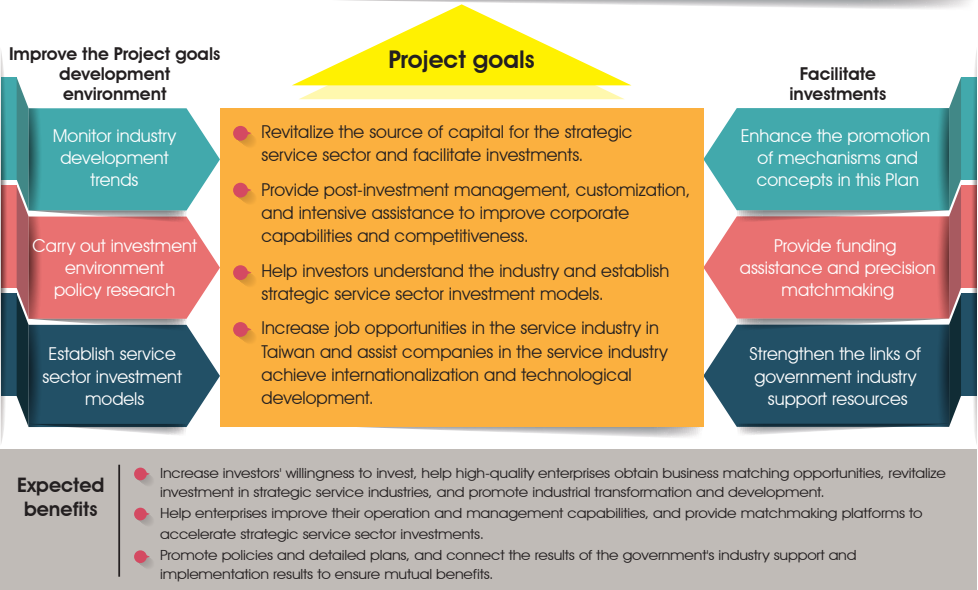 Project goals
Improve the Project goals
development
environment
Monitor industry
development
trends
Carry out investment
environment
policy research
Establish service
sector investment
models
Revitalize the source of capital for the strategic
service sector and facilitate investments.
Provide post-investment management, customization,
and intensive assistance to improve corporate
capabilities and competitiveness.
Help investors understand the industry and establish
strategic service sector investment models.
Increase job opportunities in the service industry in
Taiwan and assist companies in the service industry
achieve internationalization and technological
development.
Facilitate
investments
Enhance the promotion
of mechanisms and
concepts in this Plan
Provide funding
assistance and precision
matchmaking
Strengthen the links of
government industry
support resources
Expected
benefits
Increase investors' willingness to invest, help high-quality enterprises obtain business matching opportunities, revitalize
investment in strategic service industries, and promote industrial transformation and development.
Help enterprises improve their operation and management capabilities, and provide matchmaking platforms to
accelerate strategic service sector investments.
Promote policies and detailed plans, and connect the results of the government's industry support and
implementation results to ensure mutual benefits.